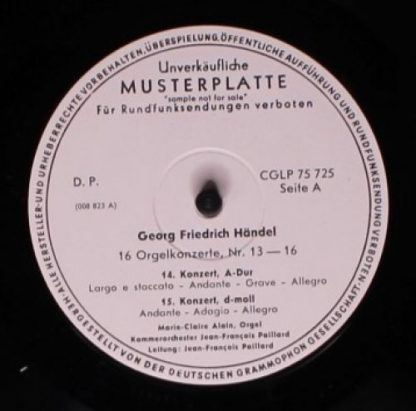 ALLE HERSTELLER- UND URHEBERRECHTE VORBEHALTEN, ÜBERSPIELUNG, ÖFFENTLICHE AUFFÜHRUNG UND RUNDFUNKSENDUNG VERBOTEN · HERGESTELLT VON DER DEUTSCHEN GRAMMOPHON GESELLSCHAFT ·
Unverkäufliche
MUSTERPLATTE
"sample not for sale"
Für Rundfunksendungen verboten
D. P.
CGLP 75 725
(008 823 A)
Seite A
Georg Friedrich Händel
16 Orgelkonzerte, Nr. 13 — 16
14. Konzert, A-Dur
Largo e staccato - Andante - Grave - Allegro
15. Konzert, d-moll
Andante - Adagio - Allegro
Marie-Claire Alain, Orgel
Kammerorchester Jean-François Paillard
Leitung: Jean-François Paillard